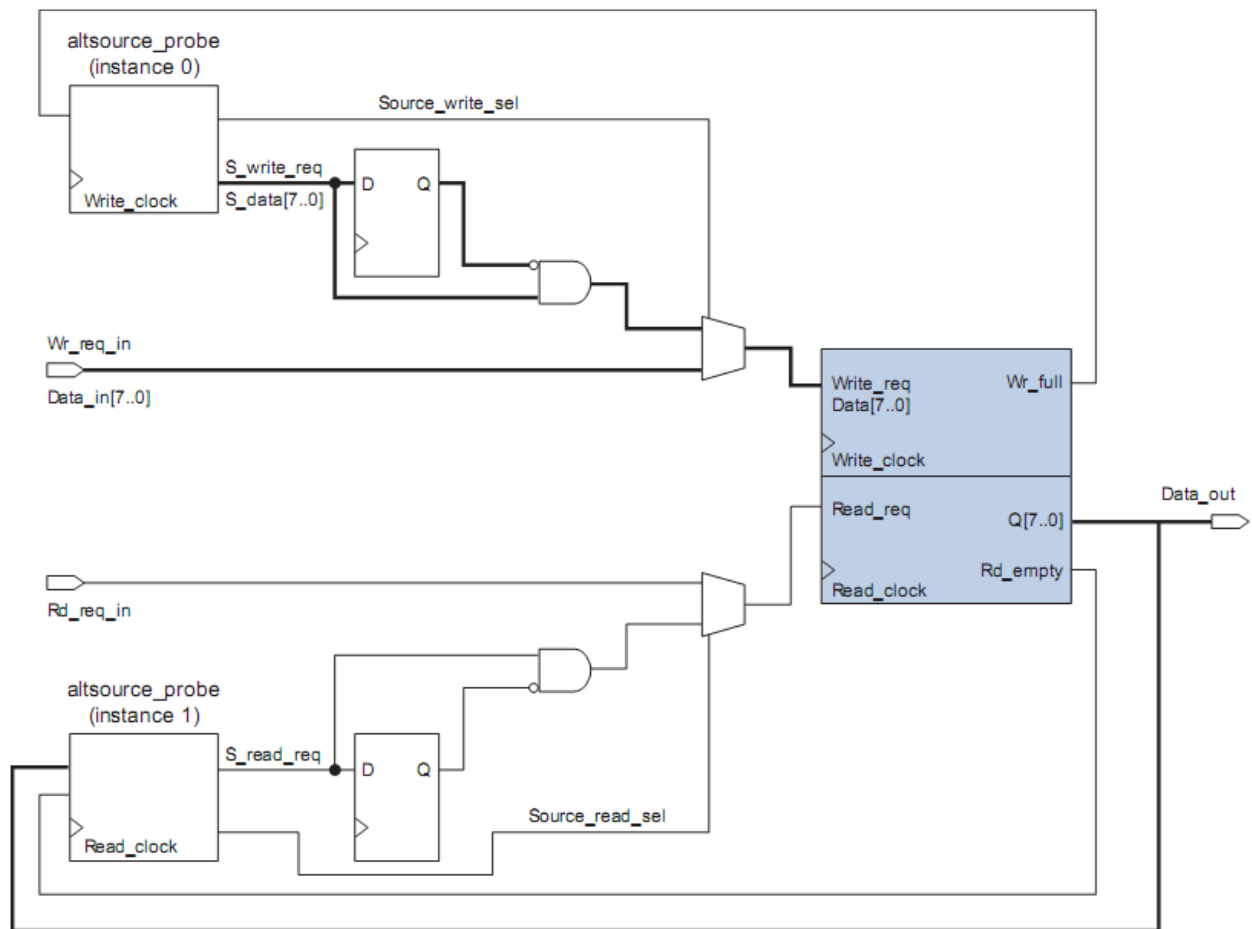 altsource_probe
(instance 0)
Source_write_sel
S_write_req
D Q
Write_clock
S_data[7..0]
Wr_req_in
Data_in[7..0]
Write_req
Wr_full
Data[7..0]
Write_clock
Data_out
Read_req
Q[7..0]
Rd_empty
Read_clock
Rd_req_in
altsource_probe
(instance 1)
S_read_req
D Q
Source_read_sel
Read_clock